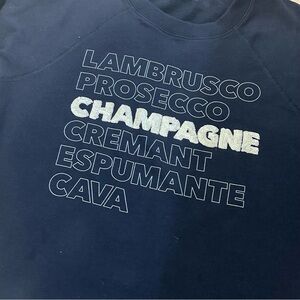 LAMBRUSCO
PROSECCO
CHAMPAGNE
CREMANT
ESPUMANTE
CAVA